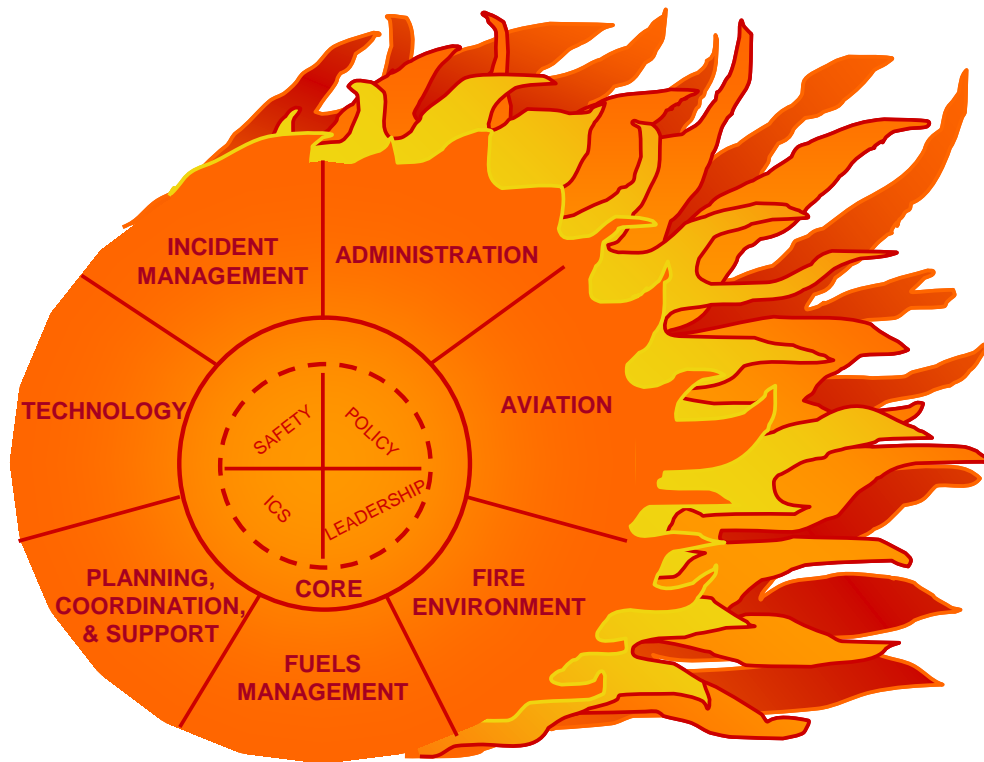 INCIDENT
MANAGEMENT
ADMINISTRATION
TECHNOLOGY
AVIATION
SAFETY
POLICY
ICS
LEADERSHIP
CORE
PLANNING,
COORDINATION,
& SUPPORT
FIRE
ENVIRONMENT
FUELS
MANAGEMENT